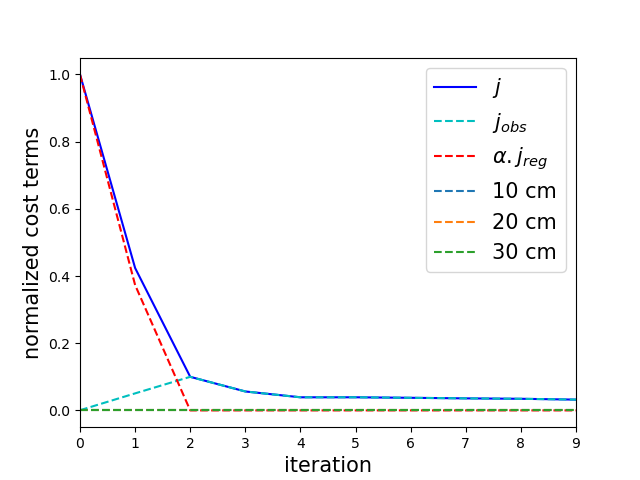 1.0
0.8
0.6
0.4
0.2
0.0
normalized cost terms
j
j_obs
α.j_reg
10 cm
20 cm
30 cm
0 1 2 3 4 5 6 7 8 9
iteration